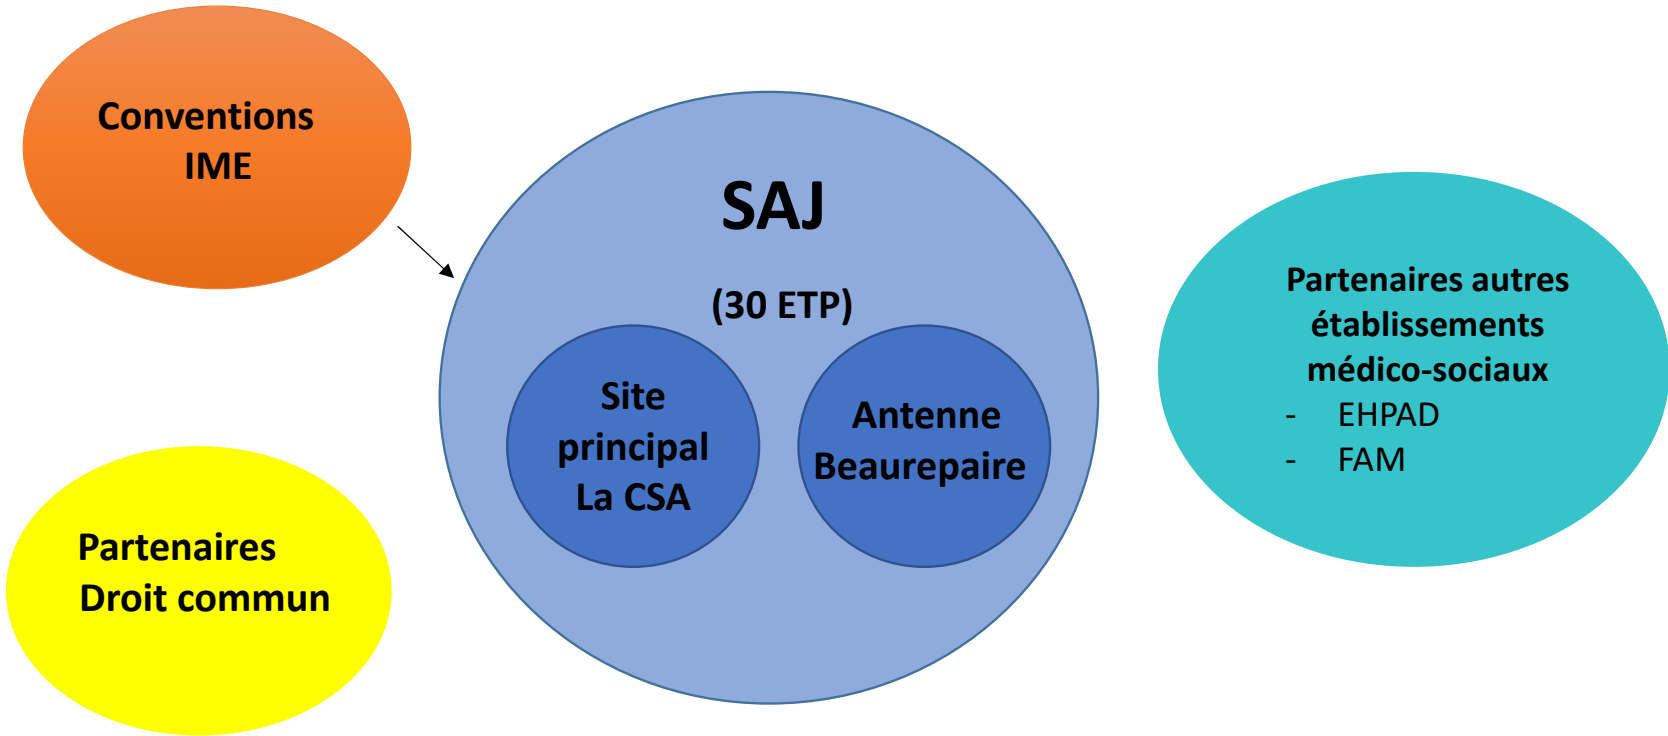 Conventions
IME
SAJ
(30 ETP)
Site
principal
La CSA
Antenne
Beaurepaire
Partenaires autres
établissements
médico-sociaux
- EHPAD
- FAM
Partenaires
Droit commun